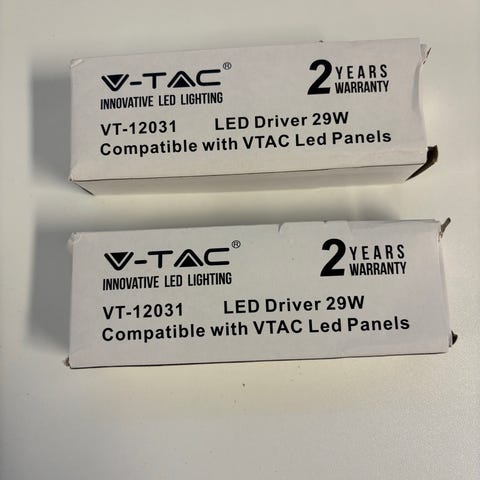 V-TAC®
INNOVATIVE LED LIGHTING
2 YEARS
WARRANTY
VT-12031 LED Driver 29W
Compatible with VTAC Led Panels
V-TAC®
INNOVATIVE LED LIGHTING
2 YEARS
WARRANTY
VT-12031 LED Driver 29W
Compatible with VTAC Led Panels